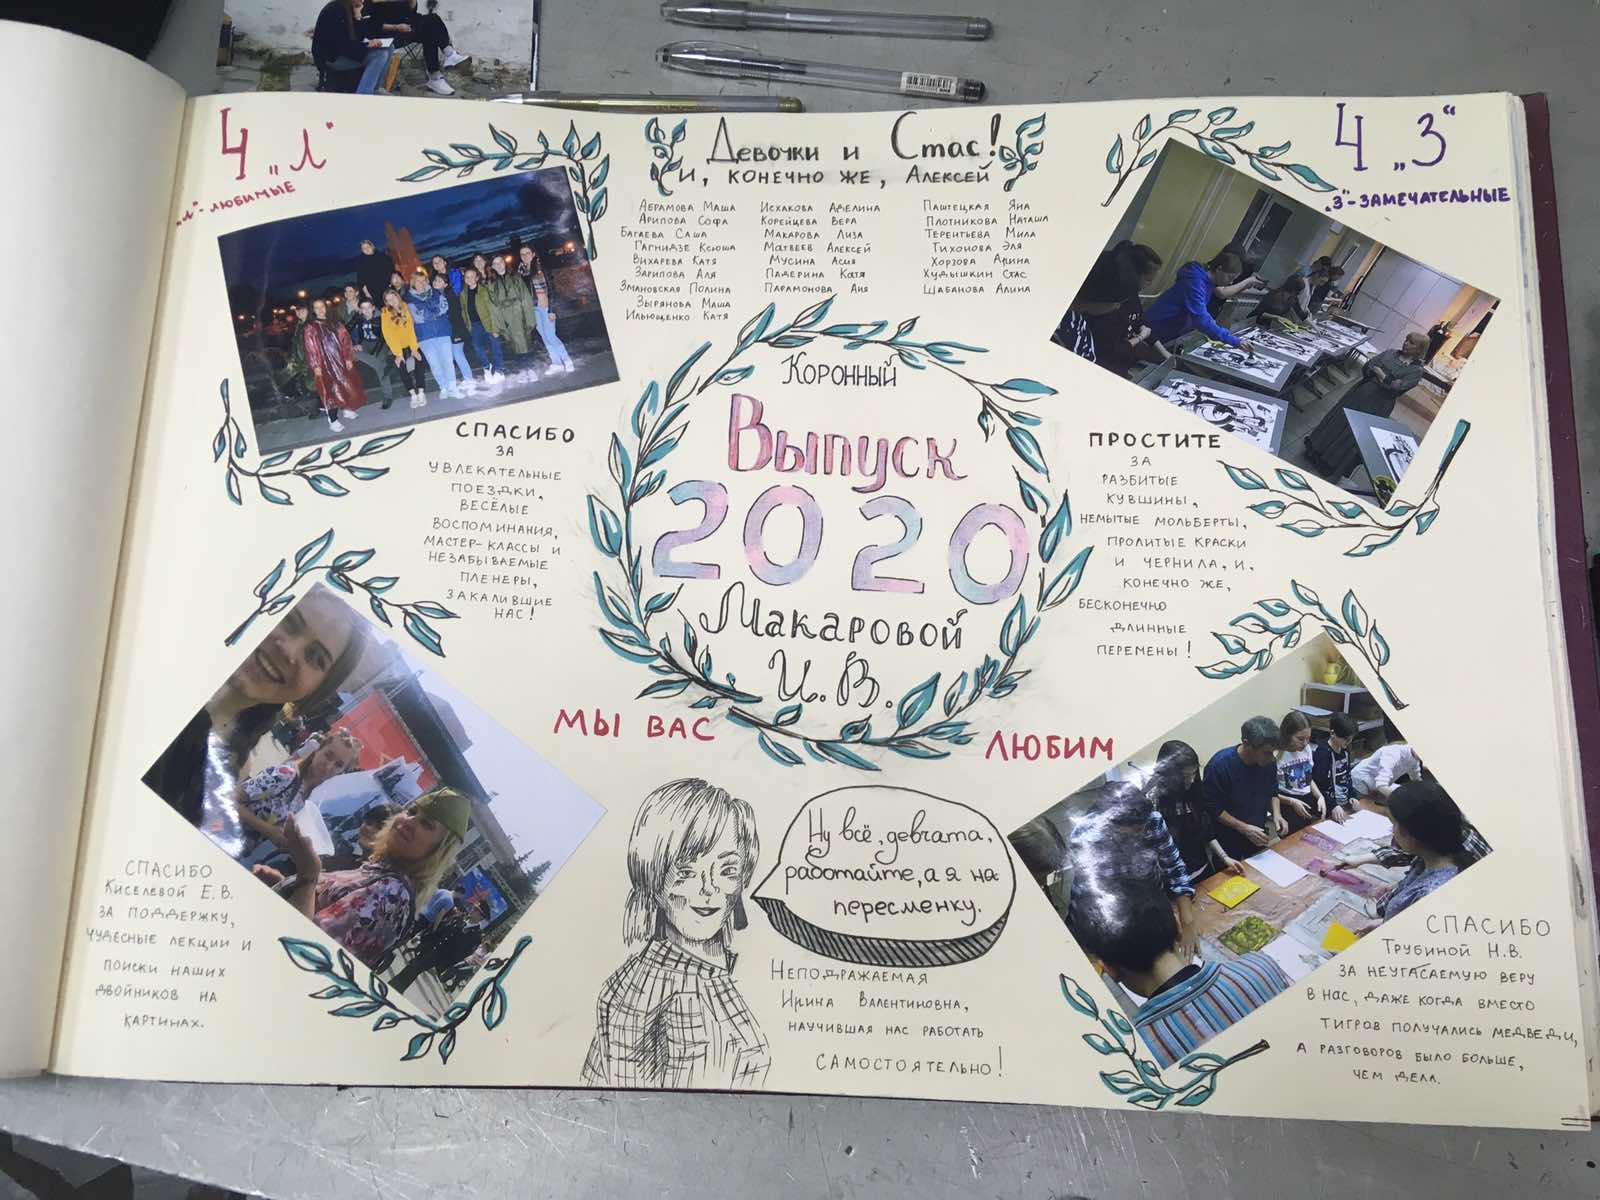 4 „Л"
„Л"-ЛЮБИМЫЕ
Девочки и Стас!
И, КОНЕЧНО ЖЕ, АЛЕКСЕЙ
4 „З"
„З"-ЗАМЕЧАТЕЛЬНЫЕ
Абрамова Маша
Арипова Софа
Багаева Саша
Гагнидзе Ксюша
Вихарева Катя
Зарипова Аля
Змановская Полина
Зырянова Маша
Ильющенко Катя
Исхакова Аделина
Корейцева Вера
Макарова Лиза
Матвеев Алексей
Мусина Асия
Падерина Катя
Парамонова Аня
Паштецкая Яна
Плотникова Наташа
Терентьева Мила
Тихонова Эля
Хорзова Арина
Худышкин Стас
Шабанова Алина
Коронный
Выпуск
2020
Макаровой
И.В.
СПАСИБО
ЗА
УВЛЕКАТЕЛЬНЫЕ
ПОЕЗДКИ,
ВЕСЁЛЫЕ
ВОСПОМИНАНИЯ,
МАСТЕР-КЛАССЫ И
НЕЗАБЫВАЕМЫЕ
ПЛЕНЕРЫ,
ЗАКАЛИВШИЕ
НАС!
ПРОСТИТЕ
ЗА
РАЗБИТЫЕ
КУВШИНЫ,
НЕМЫТЫЕ МОЛЬБЕРТЫ,
ПРОЛИТЫЕ КРАСКИ
И ЧЕРНИЛА, И,
КОНЕЧНО ЖЕ,
БЕСКОНЕЧНО
ДЛИННЫЕ
ПЕРЕМЕНЫ!
МЫ ВАС ЛЮБИМ
Ну всё, девчата,
работайте, а я на
пересменку.
Неподражаемая
Ирина Валентиновна,
научившая нас работать
САМОСТОЯТЕЛЬНО!
СПАСИБО
Киселевой Е.В.
ЗА ПОДДЕРЖКУ,
ЧУДЕСНЫЕ ЛЕКЦИИ И
ПОИСКИ НАШИХ
ДВОЙНИКОВ НА
КАРТИНАХ.
СПАСИБО
Трубиной Н.В.
ЗА НЕУГАСАЕМУЮ ВЕРУ
В НАС, ДАЖЕ КОГДА ВМЕСТО
ТИГРОВ ПОЛУЧАЛИСЬ МЕДВЕДИ,
А РАЗГОВОРОВ БЫЛО БОЛЬШЕ,
ЧЕМ ДЕЛА.